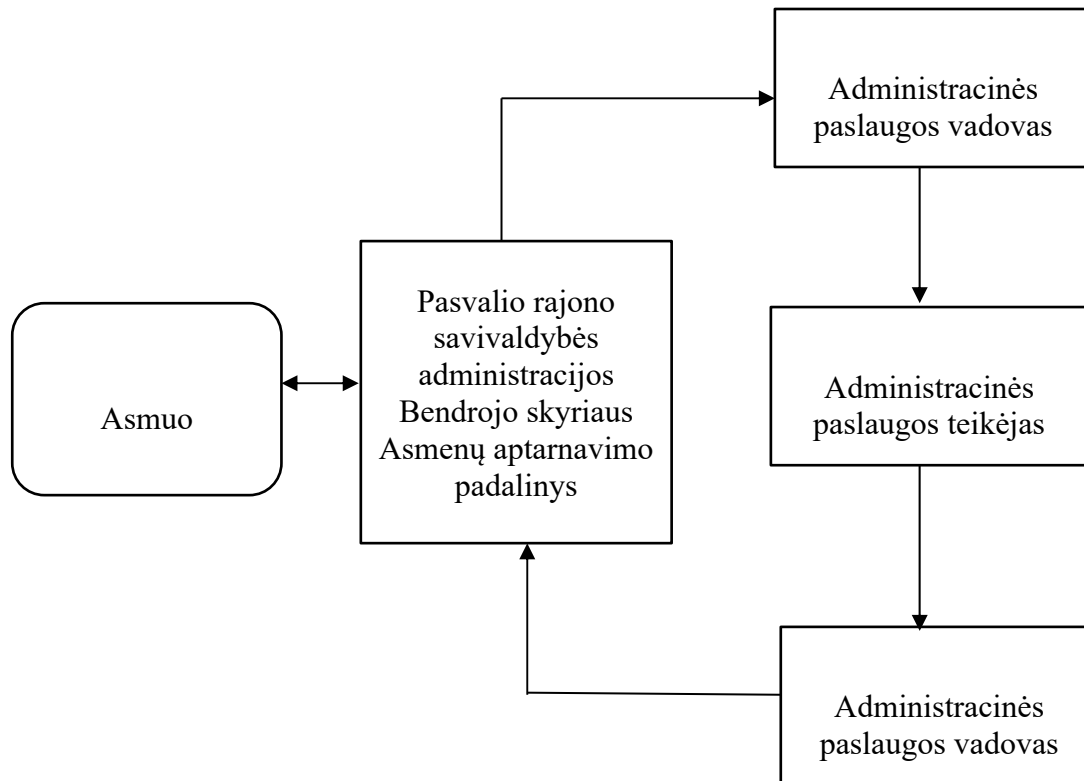 Administracinės
paslaugos vadovas
Pasvalio rajono
savivaldybės
administracijos
Bendrojo skyriaus
Asmenų aptarnavimo
padalinys
Asmuo
Administracinės
paslaugos teikėjas
Administracinės
paslaugos vadovas